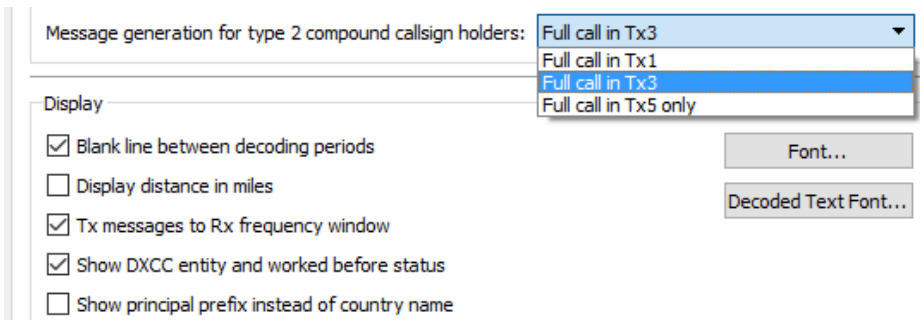 Message generation for type 2 compound callsign holders: Full call in Tx3
Full call in Tx1
Full call in Tx3
Full call in Tx5 only
Display
Blank line between decoding periods
Font...
Display distance in miles
Decoded Text Font...
Tx messages to Rx frequency window
Show DXCC entity and worked before status
Show principal prefix instead of country name